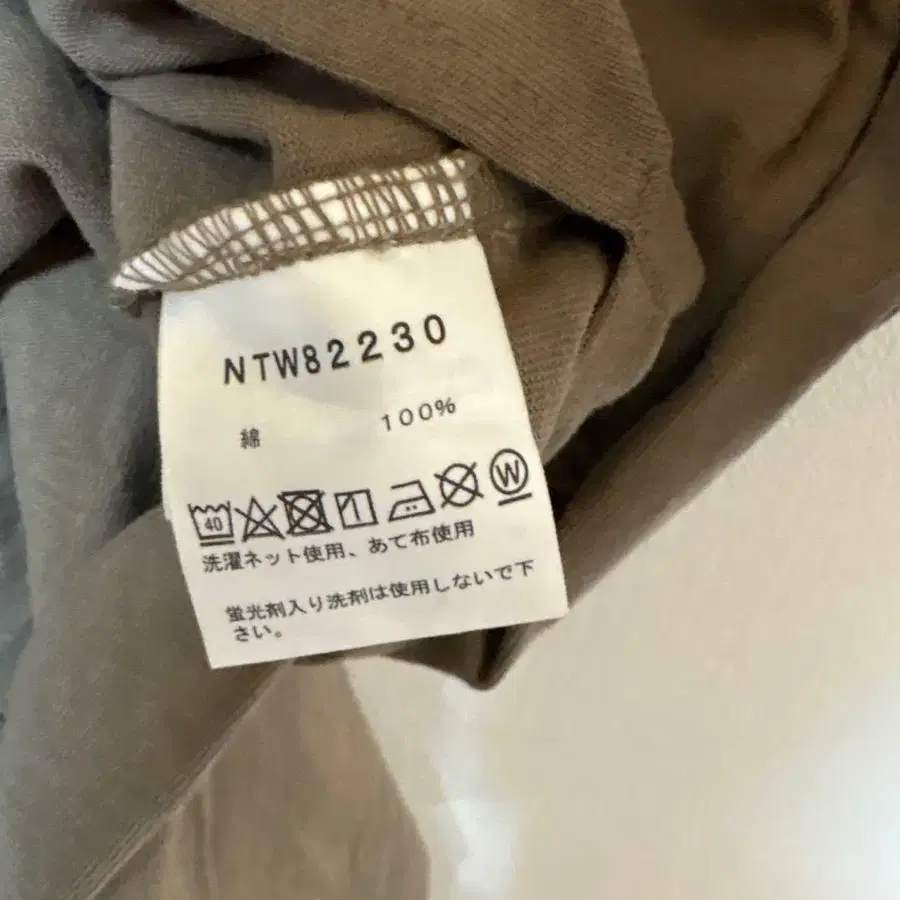 NTW82230
綿 100%
40 W
洗濯ネット使用、あて布使用
蛍光剤入り洗剤は使用しないで下
さい。